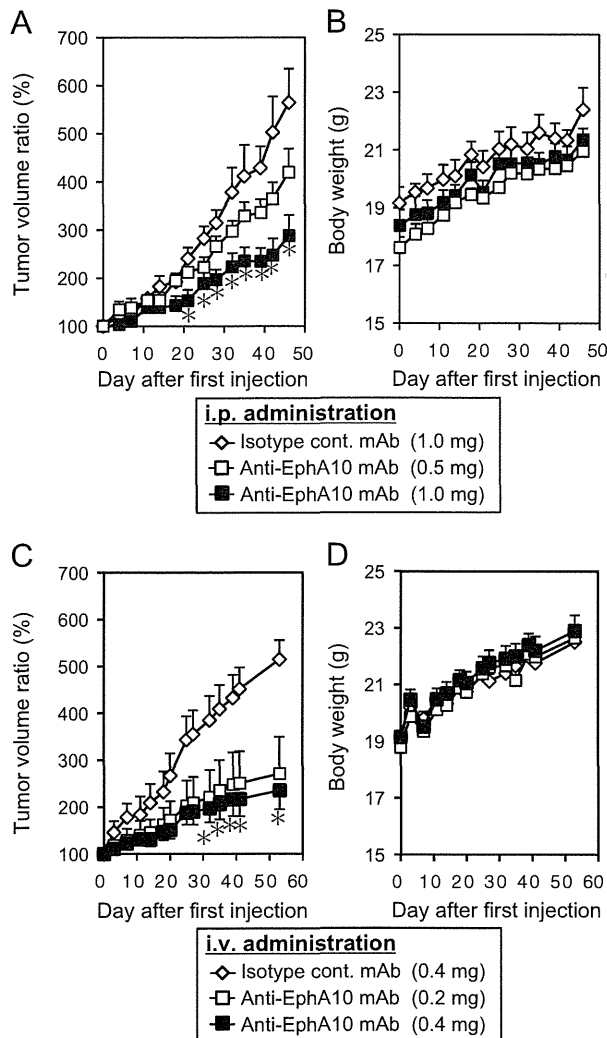 A
Tumor volume ratio (%)
700
600
500
400
300
200
100
0 10 20 30 40 50
Day after first injection
* * * * * * *
B
Body weight (g)
25
23
21
19
17
15
0 10 20 30 40 50
Day after first injection
i.p. administration
Isotype cont. mAb (1.0 mg)
Anti-EphA10 mAb (0.5 mg)
Anti-EphA10 mAb (1.0 mg)
C
Tumor volume ratio (%)
700
600
500
400
300
200
100
0 10 20 30 40 50 60
Day after first injection
* * * * *
D
Body weight (g)
25
23
21
19
17
15
0 10 20 30 40 50 60
Day after first injection
i.v. administration
Isotype cont. mAb (0.4 mg)
Anti-EphA10 mAb (0.2 mg)
Anti-EphA10 mAb (0.4 mg)